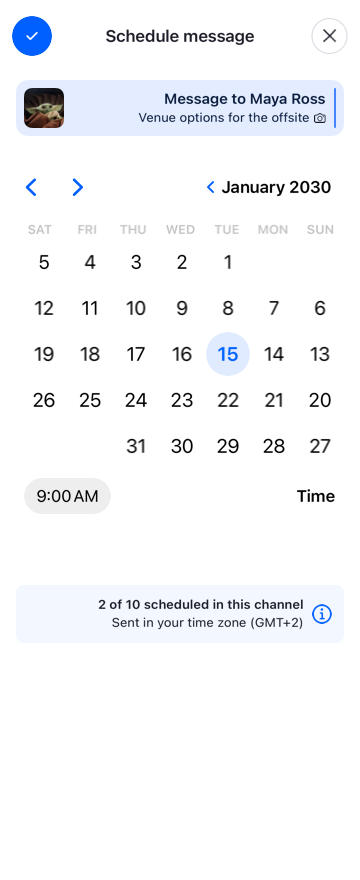 Schedule message
Message to Maya Ross
Venue options for the offsite
January 2030
SUN MON TUE WED THU FRI SAT
1 2 3 4 5
6 7 8 9 10 11 12
13 14 15 16 17 18 19
20 21 22 23 24 25 26
27 28 29 30 31
Time 9:00 AM
2 of 10 scheduled in this channel
Sent in your time zone (GMT+2)